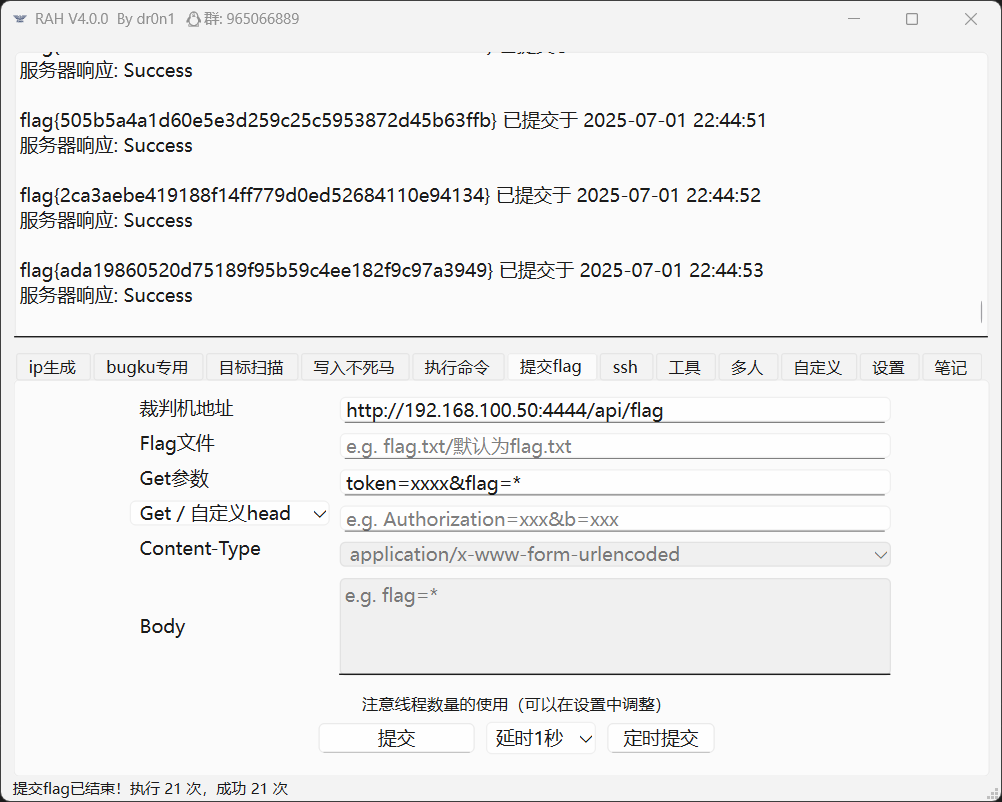 RAH V4.0.0 By dr0n1 群: 965066889
服务器响应: Success
flag{505b5a4a1d60e5e3d259c25c5953872d45b63ffb} 已提交于 2025-07-01 22:44:51
服务器响应: Success
flag{2ca3aebe419188f14ff779d0ed52684110e94134} 已提交于 2025-07-01 22:44:52
服务器响应: Success
flag{ada19860520d75189f95b59c4ee182f9c97a3949} 已提交于 2025-07-01 22:44:53
服务器响应: Success
ip生成 bugku专用 目标扫描 写入不死马 执行命令 提交flag ssh 工具 多人 自定义 设置 笔记
裁判机地址 http://192.168.100.50:4444/api/flag
Flag文件 e.g. flag.txt/默认为flag.txt
Get参数 token=xxxx&flag=*
Get / 自定义head e.g. Authorization=xxx&b=xxx
Content-Type application/x-www-form-urlencoded
e.g. flag=*
Body
注意线程数量的使用（可以在设置中调整）
提交 延时1秒 定时提交
提交flag已结束！执行 21 次，成功 21 次